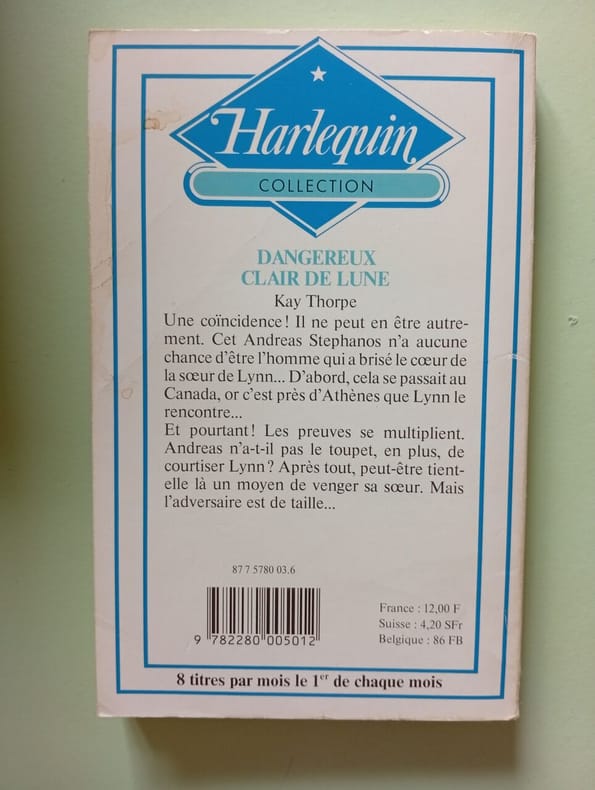 Harlequin
COLLECTION
DANGEREUX
CLAIR DE LUNE
Kay Thorpe
Une coïncidence ! Il ne peut en être autre-
ment. Cet Andreas Stephanos n'a aucune
chance d'être l'homme qui a brisé le cœur de
la sœur de Lynn... D'abord, cela se passait au
Canada, or c'est près d'Athènes que Lynn le
rencontre...
Et pourtant ! Les preuves se multiplient.
Andreas n'a-t-il pas le toupet, en plus, de
courtiser Lynn ? Après tout, peut-être tient-
elle là un moyen de venger sa sœur. Mais
l'adversaire est de taille...
87 7 5780 03.6
9 782280 005012
France : 12,00 F
Suisse : 4,20 SFr
Belgique : 86 FB
8 titres par mois le 1er de chaque mois